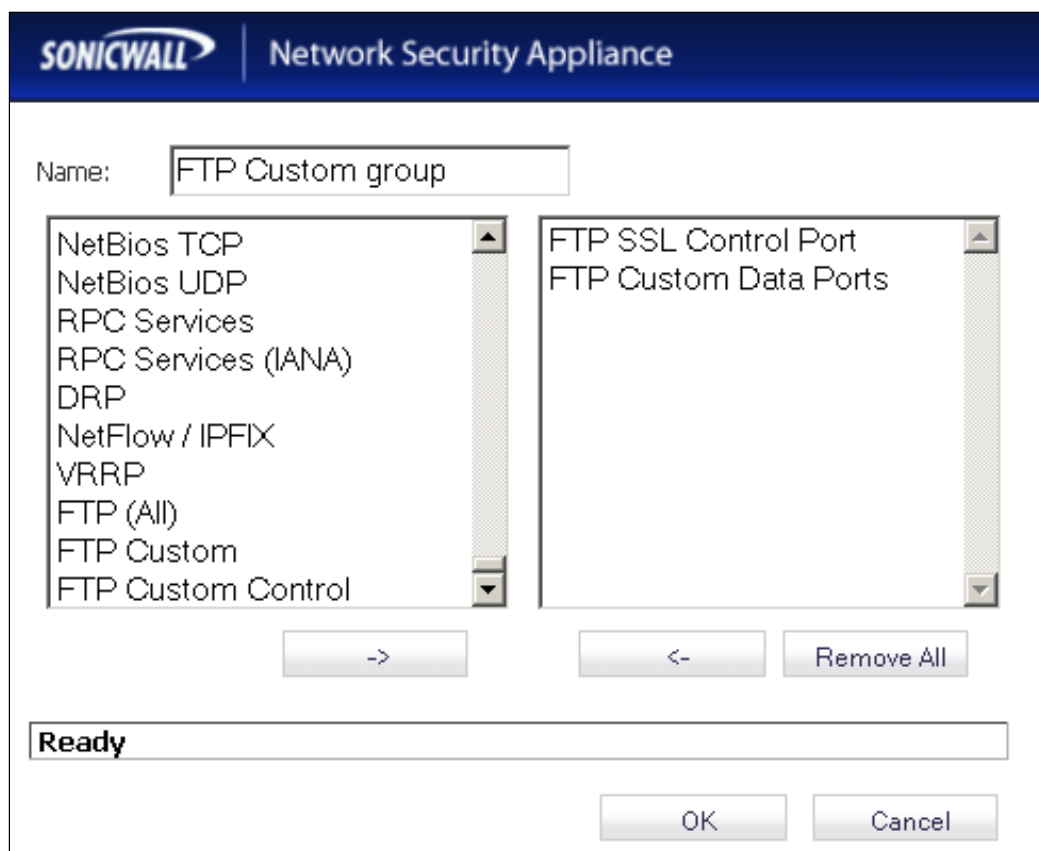 SONICWALL Network Security Appliance
Name: FTP Custom group
NetBios TCP
NetBios UDP
RPC Services
RPC Services (IANA)
DRP
NetFlow / IPFIX
VRRP
FTP (All)
FTP Custom
FTP Custom Control
FTP SSL Control Port
FTP Custom Data Ports
-> <- Remove All
Ready
OK Cancel